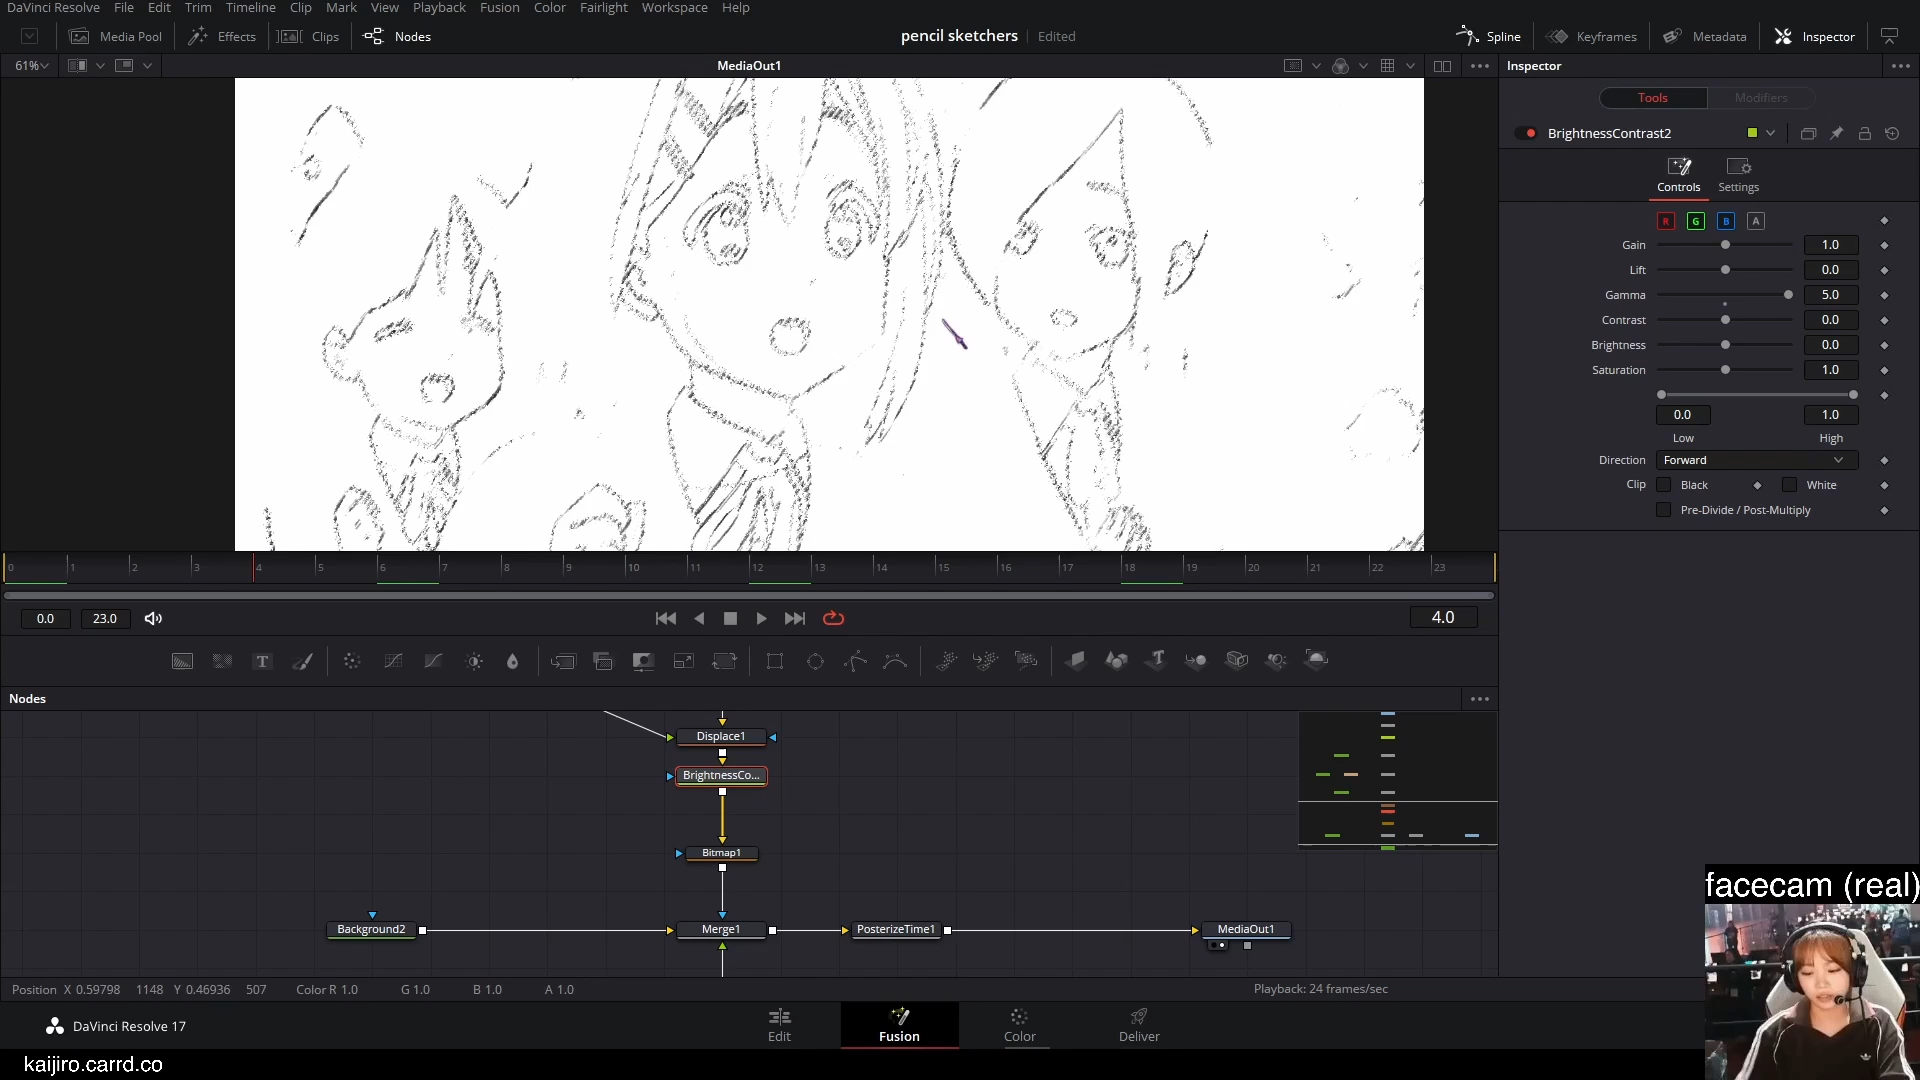 DaVinci Resolve File Edit Trim Timeline Clip Mark View Playback Fusion Color Fairlight Workspace Help
Media Pool Effects Clips Nodes pencil sketchers Edited Spline Keyframes Metadata Inspector
61% MediaOut1 Inspector
Tools Modifiers
BrightnessContrast2
Controls Settings
R G B A
Gain 1.0
Lift 0.0
Gamma 5.0
Contrast 0.0
Brightness 0.0
Saturation 1.0
0.0 1.0
Low High
Direction Forward
Clip Black White
Pre-Divide / Post-Multiply
0 1 2 3 4 5 6 7 8 9 10 11 12 13 14 15 16 17 18 19 20 21 22 23
0.0 23.0 4.0
Nodes
Displace1
BrightnessCo...
Bitmap1
Background2 Merge1 PosterizeTime1 MediaOut1
Position X 0.59798 1148 Y 0.46936 507 Color R 1.0 G 1.0 B 1.0 A 1.0 Playback: 24 frames/sec
facecam (real)
DaVinci Resolve 17 Edit Fusion Color Deliver
kaijiro.carrd.co